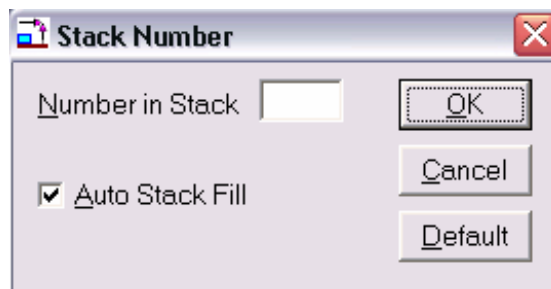 Stack Number
Number in Stack
OK
Cancel
Auto Stack Fill
Default